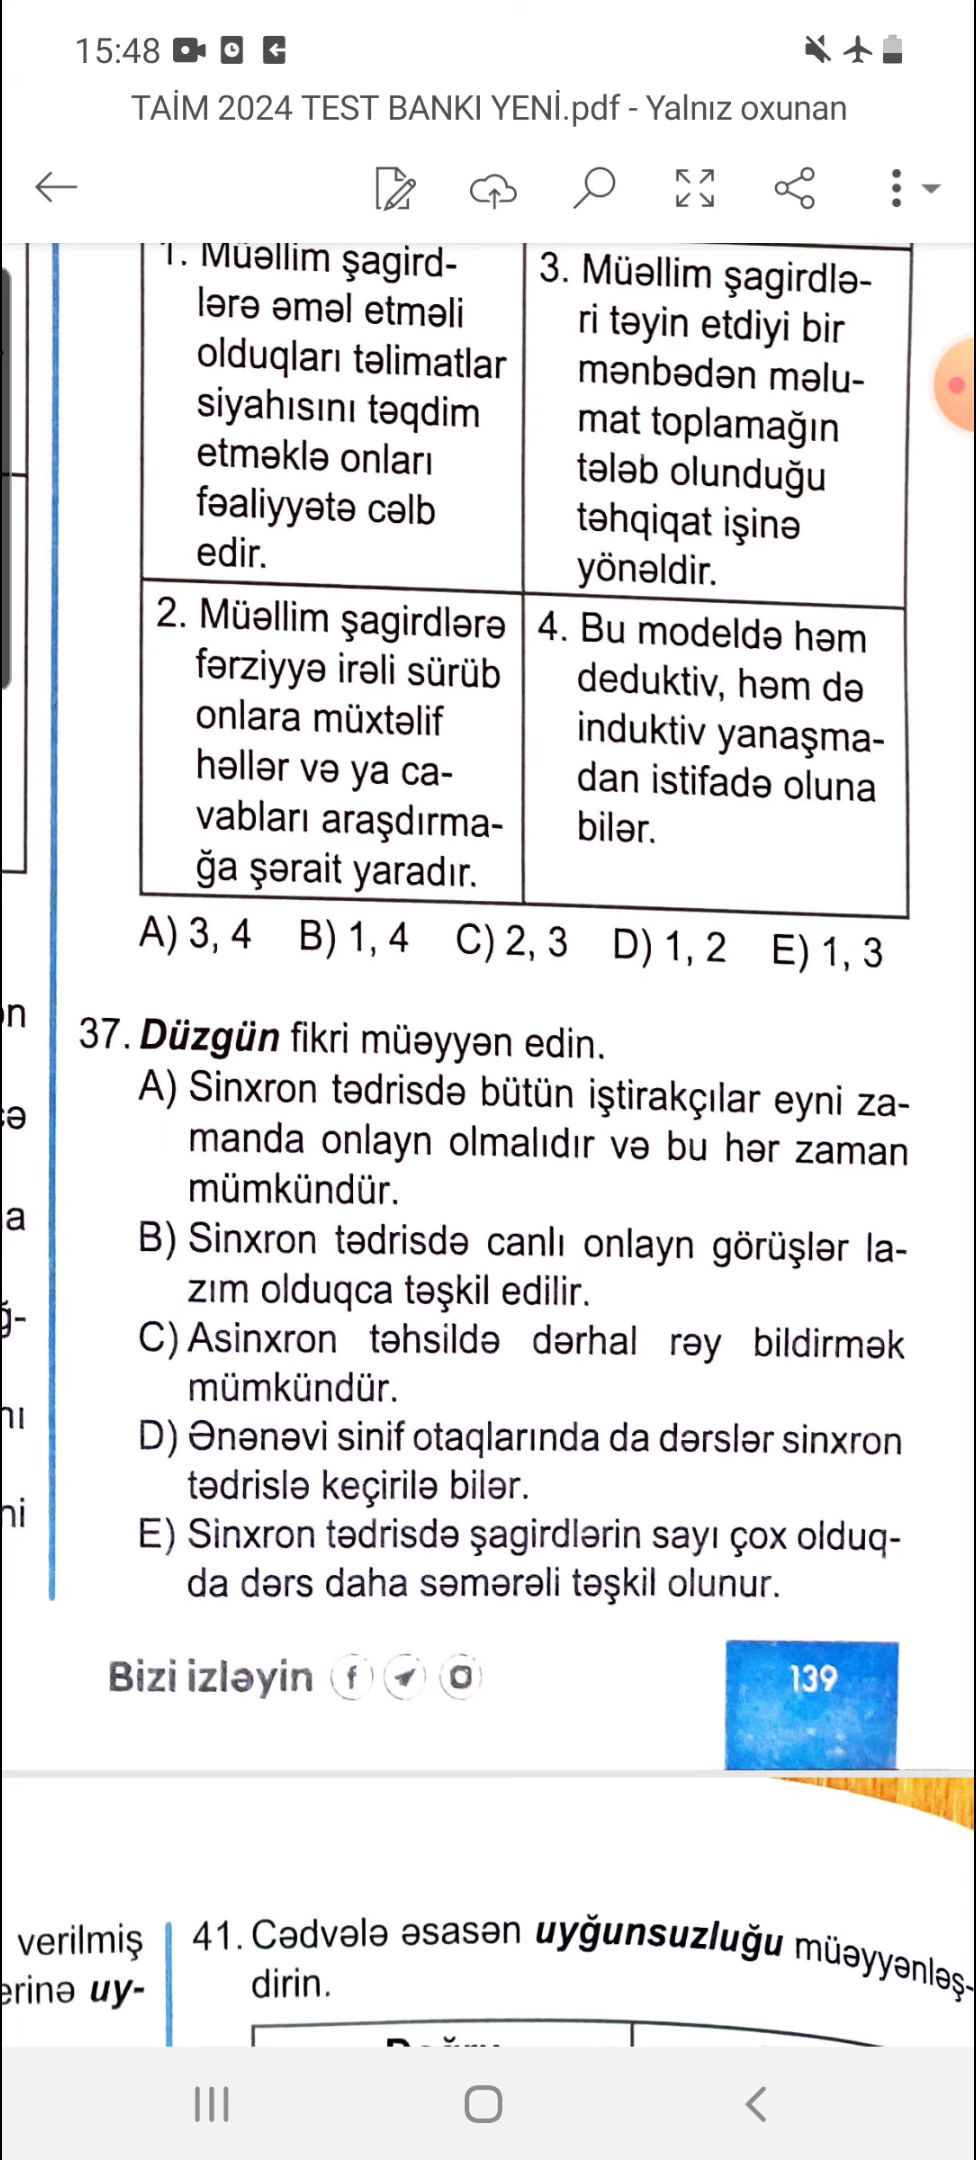 15:48
TAİM 2024 TEST BANKI YENİ.pdf - Yalnız oxunan
1. Müəllim şagird-
lərə əməl etməli
olduqları təlimatlar
siyahısını təqdim
etməklə onları
fəaliyyətə cəlb
edir.
3. Müəllim şagirdlə-
ri təyin etdiyi bir
mənbədən məlu-
mat toplamağın
tələb olunduğu
təhqiqat işinə
yönəldir.
2. Müəllim şagirdlərə
fərziyyə irəli sürüb
onlara müxtəlif
həllər və ya ca-
vabları araşdırma-
ğa şərait yaradır.
4. Bu modeldə həm
deduktiv, həm də
induktiv yanaşma-
dan istifadə oluna
bilər.
A) 3, 4 B) 1, 4 C) 2, 3 D) 1, 2 E) 1, 3
37. Düzgün fikri müəyyən edin.
A) Sinxron tədrisdə bütün iştirakçılar eyni za-
manda onlayn olmalıdır və bu hər zaman
mümkündür.
B) Sinxron tədrisdə canlı onlayn görüşlər la-
zım olduqca təşkil edilir.
C) Asinxron təhsildə dərhal rəy bildirmək
mümkündür.
D) Ənənəvi sinif otaqlarında da dərslər sinxron
tədrislə keçirilə bilər.
E) Sinxron tədrisdə şagirdlərin sayı çox olduq-
da dərs daha səmərəli təşkil olunur.
Bizi izləyin
139
verilmiş
ərinə uy-
41. Cədvələ əsasən uyğunsuzluğu müəyyənləş-
dirin.